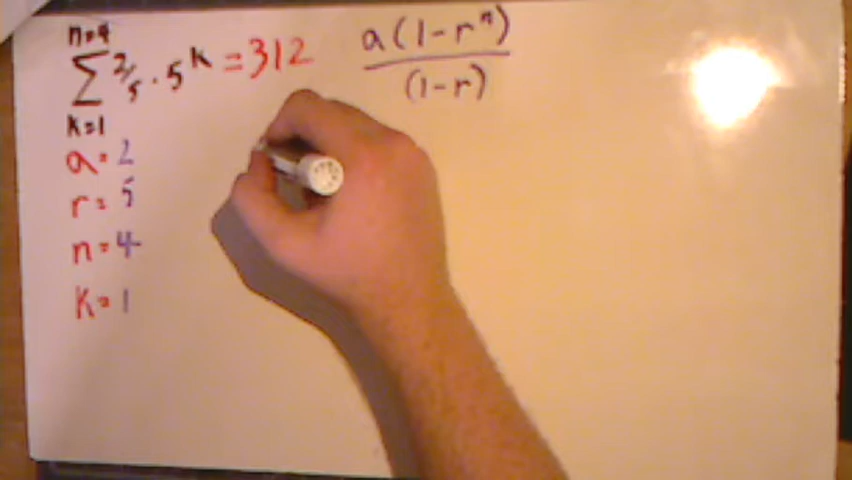 n=4
∑ 2/5 · 5^k = 312
k=1
a(1-r^n)
(1-r)
a= 2
r= 5
n= 4
K= 1